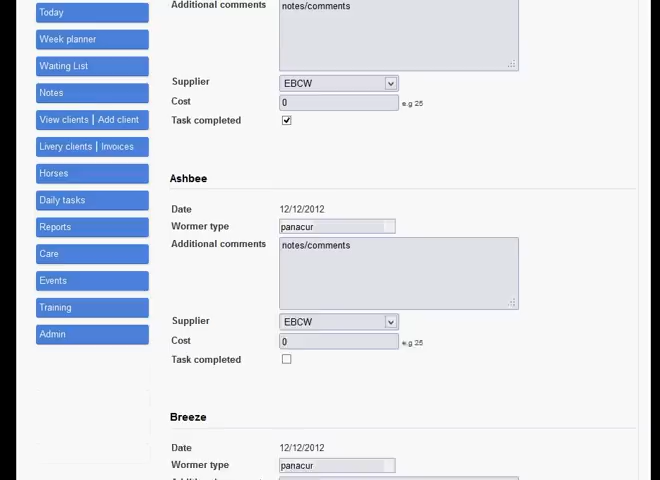 Today
Week planner
Waiting List
Notes
View clients | Add client
Livery clients | Invoices
Horses
Daily tasks
Reports
Care
Events
Training
Admin
Additional comments notes/comments
Supplier EBCW
Cost 0 e.g 25
Task completed
Ashbee
Date 12/12/2012
Wormer type panacur
Additional comments notes/comments
Supplier EBCW
Cost 0 e.g 25
Task completed
Breeze
Date 12/12/2012
Wormer type panacur
Additional comments